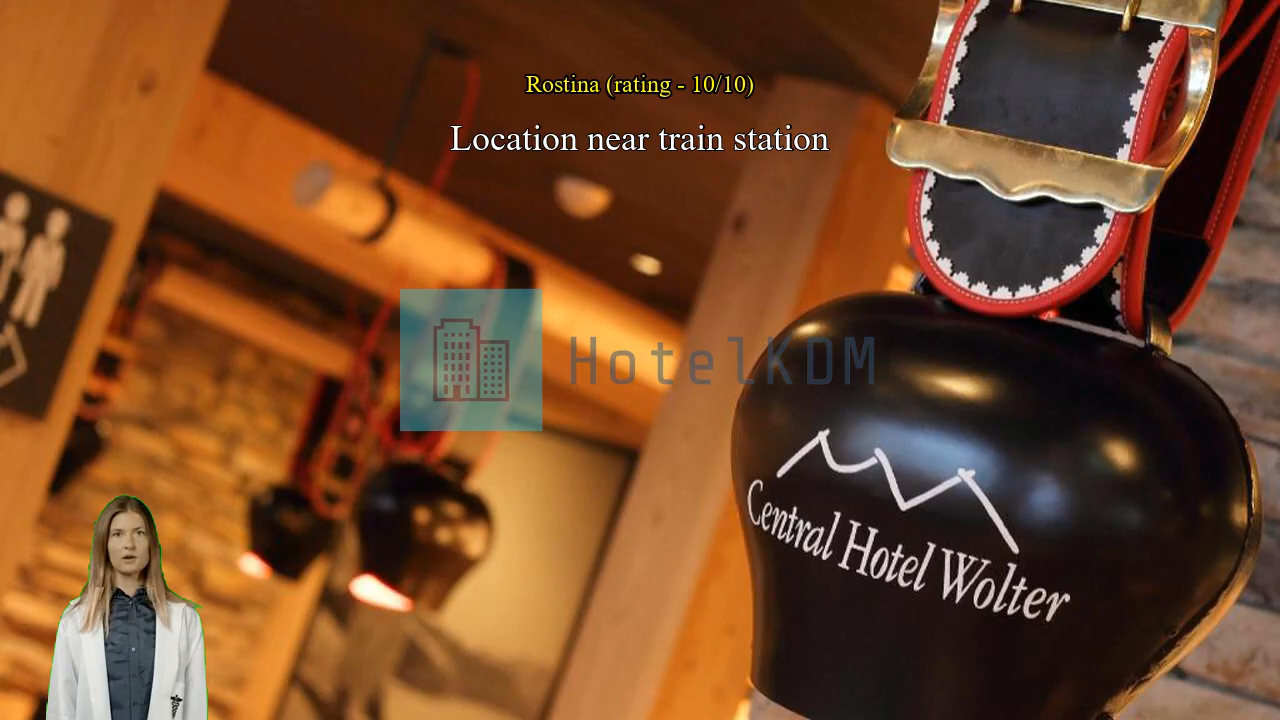 Rostina (rating - 10/10)
Location near train station
HotelKDM
Central Hotel Wolter